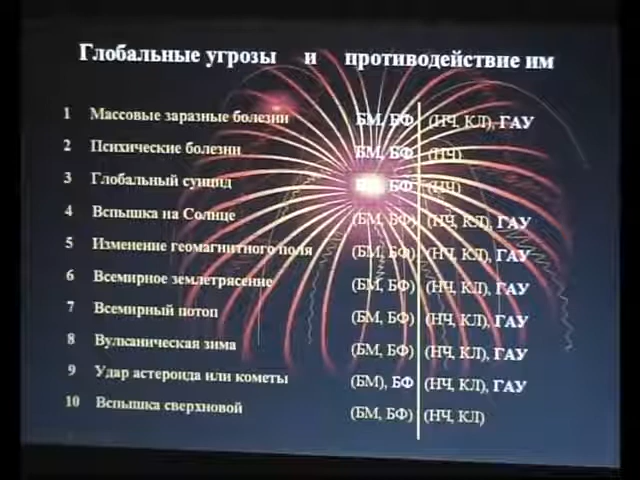 Глобальные угрозы и противодействие им
1 Массовые заразные болезни БМ, БФ (НЧ, КЛ), ГАУ
2 Психические болезни БМ, БФ (НЧ)
3 Глобальный суицид БМ, БФ (НЧ)
4 Вспышка на Солнце (БМ, БФ) (НЧ, КЛ), ГАУ
5 Изменение геомагнитного поля (БМ, БФ) (НЧ, КЛ), ГАУ
6 Всемирное землетрясение (БМ, БФ) (НЧ, КЛ), ГАУ
7 Всемирный потоп (БМ, БФ) (НЧ, КЛ), ГАУ
8 Вулканическая зима (БМ, БФ) (НЧ, КЛ), ГАУ
9 Удар астероида или кометы (БМ), БФ (НЧ, КЛ), ГАУ
10 Вспышка сверхновой (БМ, БФ) (НЧ, КЛ)